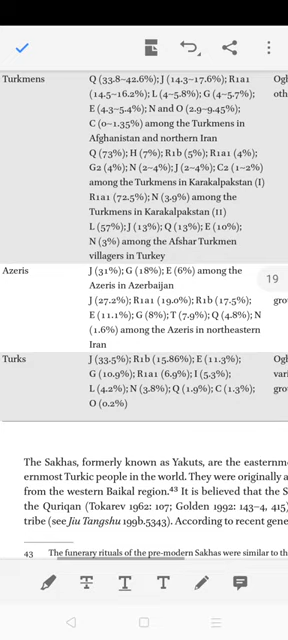 Turkmens
Q (33.8–42.6%); J (14.3–17.6%); R1a1
(14.5–16.2%); L (4–5.8%); G (4–5.7%);
E (4.3–5.4%); N and O (2.9–9.45%);
C (0–1.35%) among the Turkmens in
Afghanistan and northern Iran
Q (73%); H (7%); R1b (5%); R1a1 (4%);
G2 (4%); N (2–4%); J (2–4%); C2 (1–2%)
among the Turkmens in Karakalpakstan (I)
R1a1 (72.5%); N (3.9%) among the
Turkmens in Karakalpakstan (II)
L (57%); J (13%); Q (13%); E (10%);
N (3%) among the Afshar Turkmen
villagers in Turkey
Ogh
oth
Azeris
J (31%); G (18%); E (6%) among the
Azeris in Azerbaijan
J (27.2%); R1a1 (19.0%); R1b (17.5%);
E (11.1%); G (8%); T (7.9%); Q (4.8%); N
(1.6%) among the Azeris in northeastern
Iran
19
gro
Turks
J (33.5%); R1b (15.86%); E (11.3%);
G (10.9%); R1a1 (6.9%); I (5.3%);
L (4.2%); N (3.8%); Q (1.9%); C (1.3%);
O (0.2%)
Ogh
vari
gro
The Sakhas, formerly known as Yakuts, are the easternm
ernmost Turkic people in the world. They were originally a
from the western Baikal region.43 It is believed that the S
the Quriqan (Tokarev 1962: 107; Golden 1992: 143–4, 415)
tribe (see Jiu Tangshu 199b.5343). According to recent gene
43 The funerary rituals of the pre-modern Sakhas were similar to th